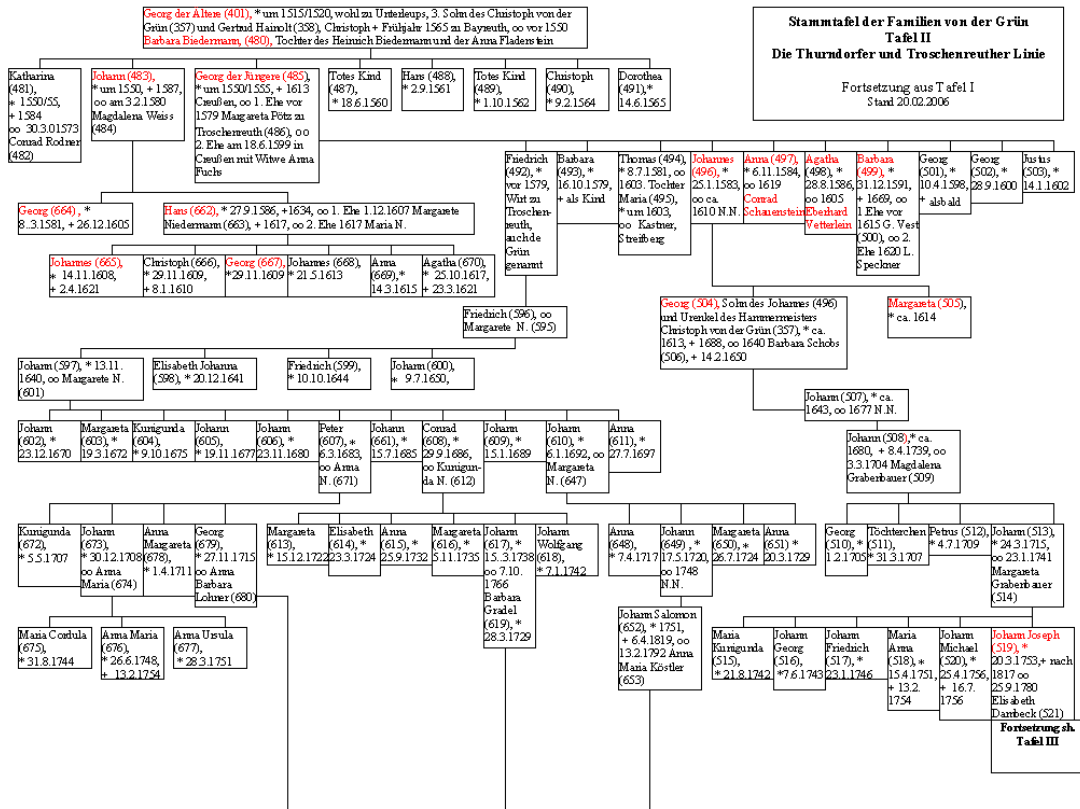 Georg der Altere (401), * um 1515/1520, wohl zu Unterleups, 3. Sohn des Christoph von der
Grün (357) und Gertrud Hainolt (358), Christoph + Frühjahr 1565 zu Bayreuth, oo vor 1550
Barbara Biedermann, (480), Tochter des Heinrich Biedermann und der Anna Fladenstein
Stammtafel der Familien von der Grün
Tafel II
Die Thurndorfer und Troschenreuther Linie
Fortsetzung aus Tafel I
Stand 20.02.2006
Katharina
(481),
* 1550/55,
+ 1584
oo 30.3.01573
Conrad Rodner
(482)
Johann (483)
* um 1550, + 1587,
oo am 3.2.1580
Magdalena Weiss
(484)
Georg der Jüngere (485),
* um 1550/1555, + 1613
Creußen, oo 1. Ehe vor
1579 Margareta Pötz zu
Troschenreuth (486), oo
2. Ehe am 18.6.1599 in
Creußen mit Witwe Anna
Fuchs
Totes Kind
(487),
* 18.6.1560
Hans (488)
* 2.9.1561
Totes Kind
(489),
* 1.10.1562
Christoph
(490),
* 9.2.1564
Dorothea
(491),*
14.6.1565
Friedrich
(492), *
vor 1579,
Wirt zu
Troschen-
reuth,
auch de
Grün
genannt
Barbara
(493), *
16.10.1579,
+ als Kind
Thomas (494)
* 8.7.1581, oo
1603. Tochter
Maria (495),
* um 1603,
oo Kastner,
Streifberg
Johannes
(496), *
25.1.1583,
oo ca.
1610 N.N.
Anna (497)
* 6.11.1584,
oo 1619
Conrad
Schauenstein
Agatha
(498) *
28.8.1586,
oo 1605
Eberhard
Vetterlein
Barbara
(499), *
31.12.1591,
+ 1669, oo
1 Ehe vor
1615 G. Vest
(500), oo 2.
Ehe 1620 L.
Speckner
Georg
(501) *
10.4.1598,
+ alsbald
Georg
(502), *
28.9.1600
Justus
(503) *
14.1.1602
Georg (664), *
8..3.1581, + 26.12.1605
Hans (662), * 27.9.1586, +1634, oo 1. Ehe 1.12.1607 Margarete
Niedermann (663), + 1617, oo 2. Ehe 1617 Maria N.
Johannes (665),
* 14.11.1608,
+ 2.4.1621
Christoph (666)
* 29.11.1609,
+ 8.1.1610
Georg (667)
* 29.11.1609
Johannes (668)
* 21.5.1613
Anna
(669),*
14.3.1615
Agatha (670)
* 25.10.1617,
+ 23.3.1621
Friedrich (596), oo
Margarete N. (595)
Georg (504), Sohn des Johannes (496)
und Urenkel des Hammermeisters
Christoph von der Grün (357), * ca.
1613, + 1688, oo 1640 Barbara Schobs
(506), + 14.2.1650
Margareta (505),
* ca. 1614
Johann (597), * 13.11.
1640, oo Margarete N.
(601)
Elisabeth Johanna
(598), * 20.12.1641
Friedrich (599)
* 10.10.1644
Johann (600)
* 9.7.1650,
Johann (507), * ca.
1643, oo 1677 N.N.
Johann
(602), *
23.12.1670
Margareta
(603), *
19.3.1672
Kunigunda
(604),
* 9.10.1675
Johann
(605),
* 19.11.1677
Johann
(606), *
23.11.1680
Peter
(607), *
6.3.1683,
oo Anna
N. (671)
Johann
(661) *
15.7.1685
Conrad
(608), *
29.9.1686,
oo Kunigun-
da N. (612)
Johann
(609), *
15.1.1689
Johann
(610), *
6.1.1692, oo
Margareta
N. (647)
Anna
(611), *
27.7.1697
Johann (508),* ca.
1680, + 8.4.1739, oo
3.3.1704 Magdalena
Grabenbauer (509)
Kunigunda
(672),
* 5.5.1707
Johann
(673),
* 30.12.1708
oo Anna
Maria (674)
Anna
Margareta
(678),
* 1.4.1711
Georg
(679),
* 27.11.1715
oo Anna
Barbara
Lohner (680)
Margareta
(613),
* 15.12.1722
Elisabeth
(614), *
23.3.1724
Anna
(615), *
25.9.1732
Margareta
(616), *
5.11.1735
Johann
(617), *
15.3.1738
oo 7.10.
1766
Barbara
Gradel
(619), *
28.3.1729
Johann
Wolfgang
(618)
* 7.1.1742
Anna
(648),
* 7.4.1717
Johann
(649), *
17.5.1720,
oo 1748
N.N.
Margareta
(650), *
26.7.1724
Anna
(651) *
20.3.1729
Georg
(510), *
1.2.1705
Töchterchen
(511),
* 31.3.1707
Petrus (512)
* 4.7.1709
Johann (513)
* 24.3.1715,
oo 23.1.1741
Margareta
Grabenbauer
(514)
Maria Cordula
(675),
* 31.8.1744
Anna Maria
(676),
* 26.6.1748,
+ 13.2.1754
Anna Ursula
(677)
* 28.3.1751
Johann Salomon
(652), * 1751,
+ 6.4.1819, oo
13.2.1792 Anna
Maria Köstler
(653)
Maria
Kunigunda
(515),
* 21.8.1742
Johann
Georg
(516),
*7.6.1743
Johann
Friedrich
(517), *
23.1.1746
Maria
Anna
(518), *
15.4.1751,
+ 13.2.
1754
Johann
Michael
(520), *
25.4.1756,
+ 16.7.
1756
Johann Joseph
(519), *
20.3.1753,+ nach
1817 oo
25.9.1780
Elisabeth
Dambeck (521)
Fortsetzung sh.
Tafel III